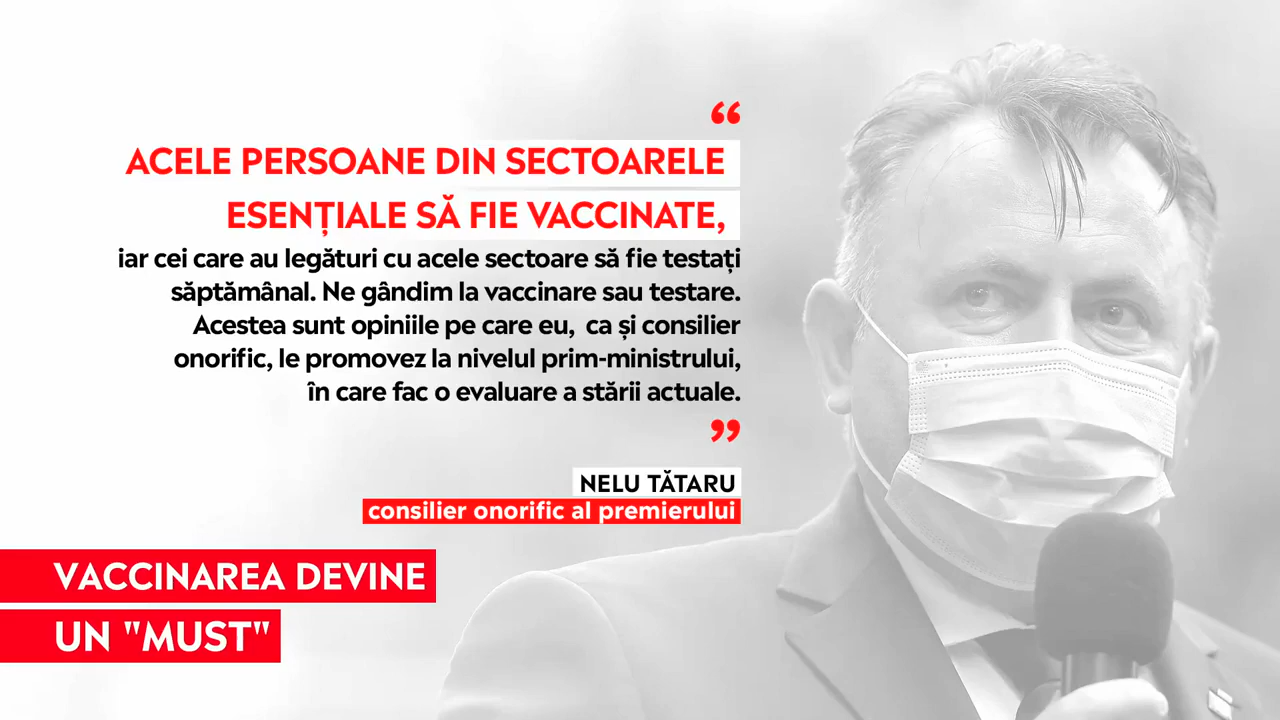 “
ACELE PERSOANE DIN SECTOARELE
ESENȚIALE SĂ FIE VACCINATE,
iar cei care au legături cu acele sectoare să fie testați
săptămânal. Ne gândim la vaccinare sau testare.
Acestea sunt opiniile pe care eu,  ca și consilier
onorific, le promovez la nivelul prim-ministrului,
în care fac o evaluare a stării actuale.
”
NELU TĂTARU
consilier onorific al premierului
VACCINAREA DEVINE
UN "MUST"